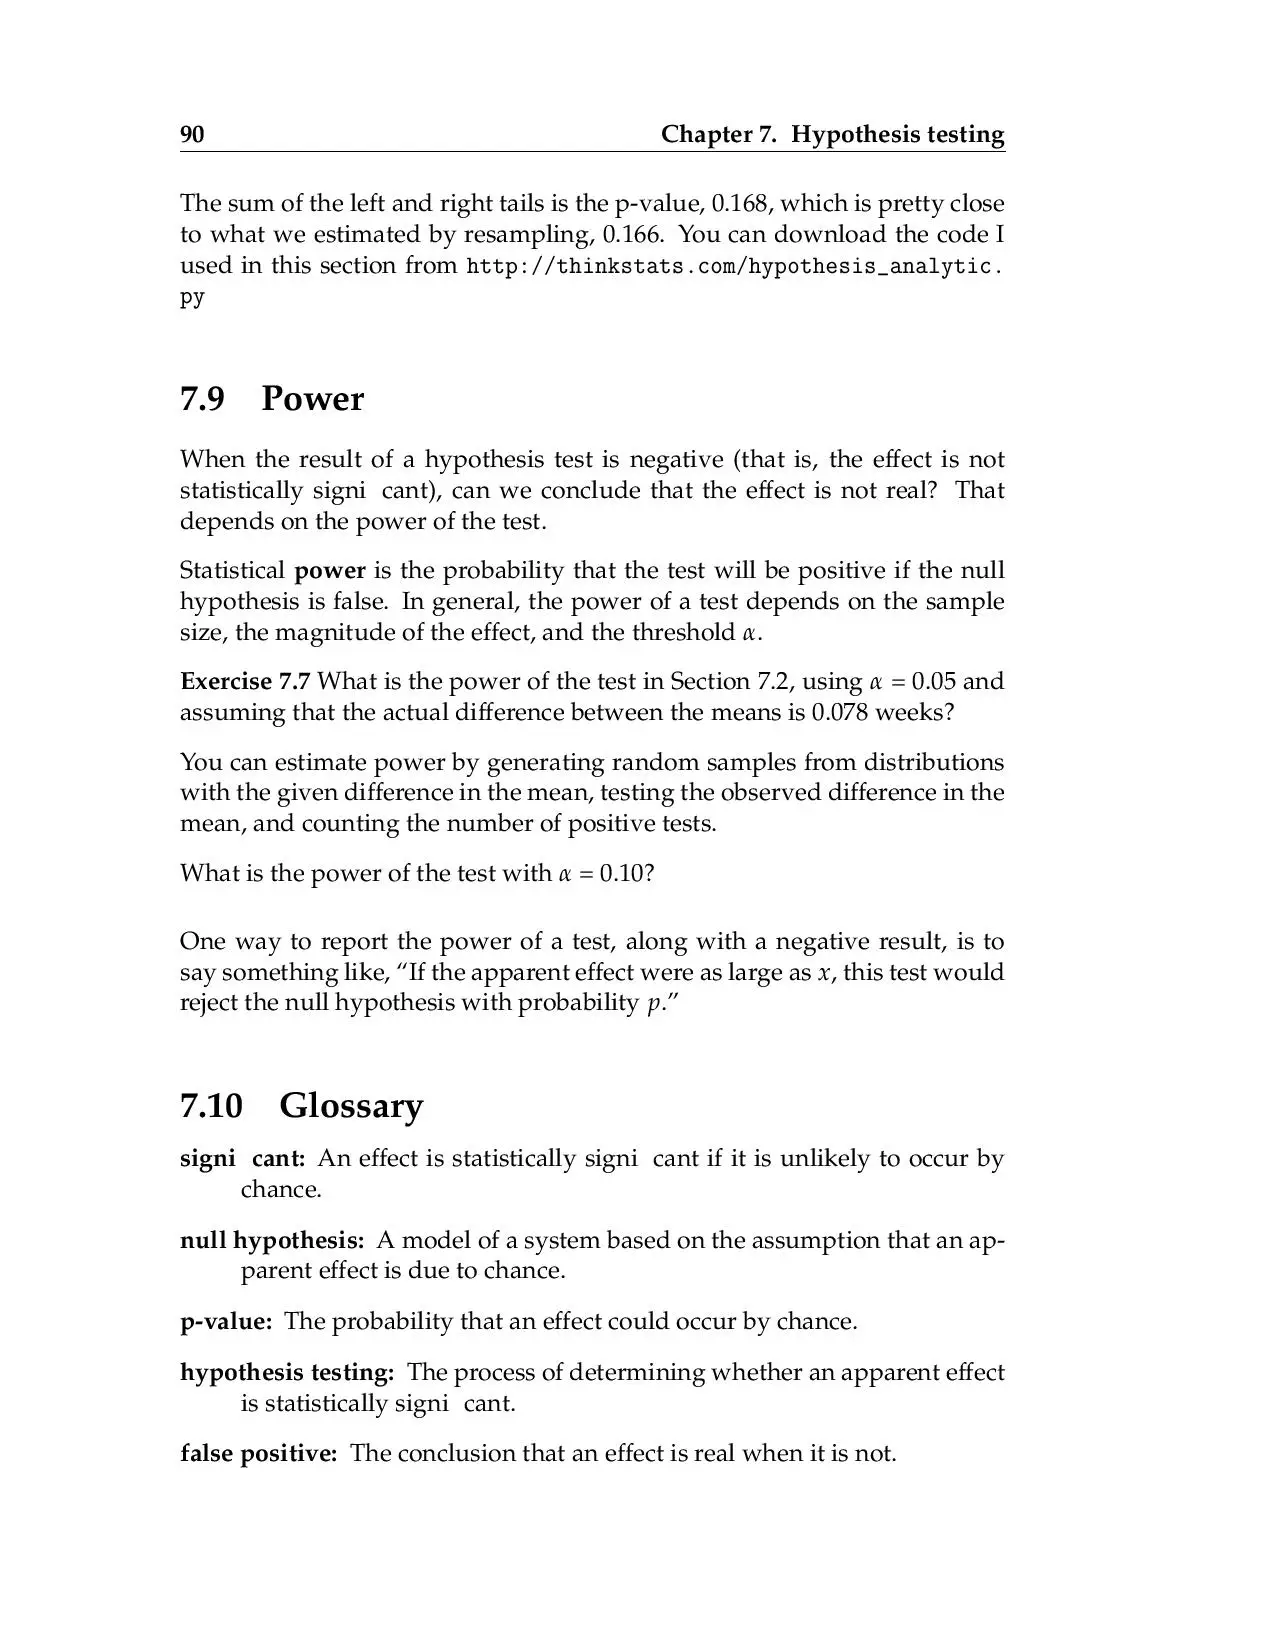 90 Chapter 7. Hypothesis testing
The sum of the left and right tails is the p-value, 0.168, which is pretty close
to what we estimated by resampling, 0.166. You can download the code I
used in this section from http://thinkstats.com/hypothesis_analytic.
py
7.9 Power
When the result of a hypothesis test is negative (that is, the effect is not
statistically signi cant), can we conclude that the effect is not real? That
depends on the power of the test.
Statistical power is the probability that the test will be positive if the null
hypothesis is false. In general, the power of a test depends on the sample
size, the magnitude of the effect, and the threshold α.
Exercise 7.7 What is the power of the test in Section 7.2, using α = 0.05 and
assuming that the actual difference between the means is 0.078 weeks?
You can estimate power by generating random samples from distributions
with the given difference in the mean, testing the observed difference in the
mean, and counting the number of positive tests.
What is the power of the test with α = 0.10?
One way to report the power of a test, along with a negative result, is to
say something like, “If the apparent effect were as large as x, this test would
reject the null hypothesis with probability p.”
7.10 Glossary
signi cant: An effect is statistically signi cant if it is unlikely to occur by
chance.
null hypothesis: A model of a system based on the assumption that an ap-
parent effect is due to chance.
p-value: The probability that an effect could occur by chance.
hypothesis testing: The process of determining whether an apparent effect
is statistically signi cant.
false positive: The conclusion that an effect is real when it is not.